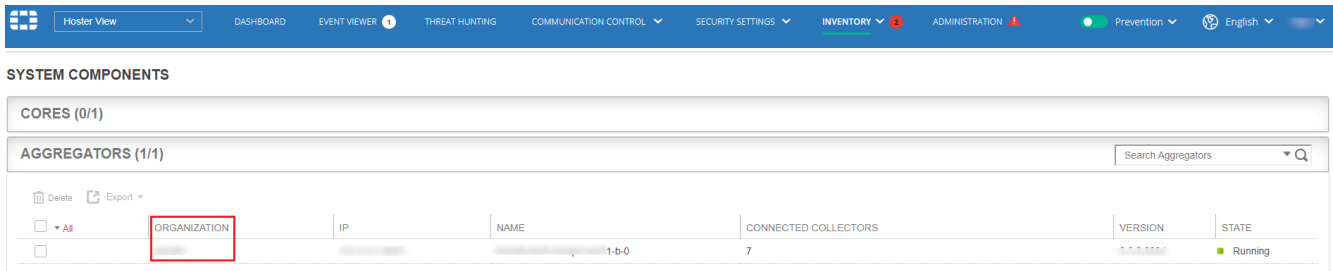 Hoster View DASHBOARD EVENT VIEWER 1 THREAT HUNTING COMMUNICATION CONTROL SECURITY SETTINGS INVENTORY 2 ADMINISTRATION Prevention English
SYSTEM COMPONENTS
CORES (0/1)
AGGREGATORS (1/1) Search Aggregators
Delete Export
All ORGANIZATION IP NAME CONNECTED COLLECTORS VERSION STATE
1-b-0 7 Running